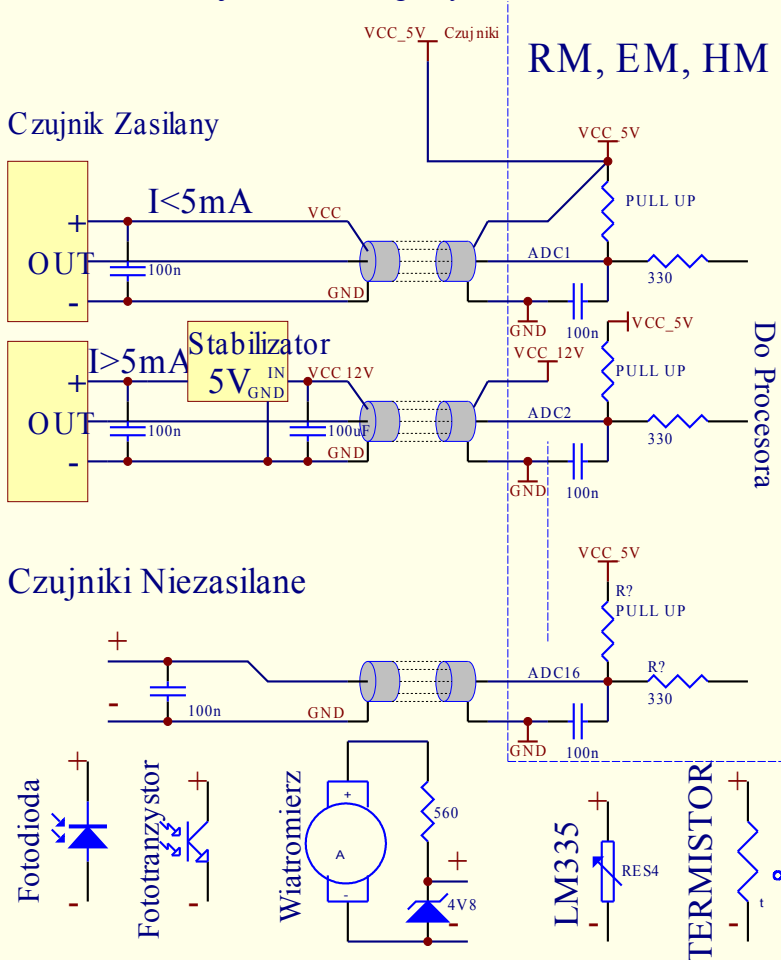 VCC_5V Czujniki
RM, EM, HM
Czujnik Zasilany
VCC_5V
I<5mA
VCC
PULL UP
+
OUT
-
100n
ADC1
330
GND
GND
100n
VCC_5V
Stabilizator
I>5mA
5V
IN
GND
VCC 12V
VCC_12V
PULL UP
+
OUT
-
100n
100uF
ADC2
330
GND
GND
100n
Do Procesora
Czujniki Niezasilane
VCC_5V
R?
PULL UP
+
-
100n
GND
ADC16
R?
330
GND
100n
Fotodioda
+
-
Fototranzystor
+
-
Wiatromierz
+
A
-
560
+
4V8
-
LM335
+
RES4
-
TERMISTOR
+
t
-